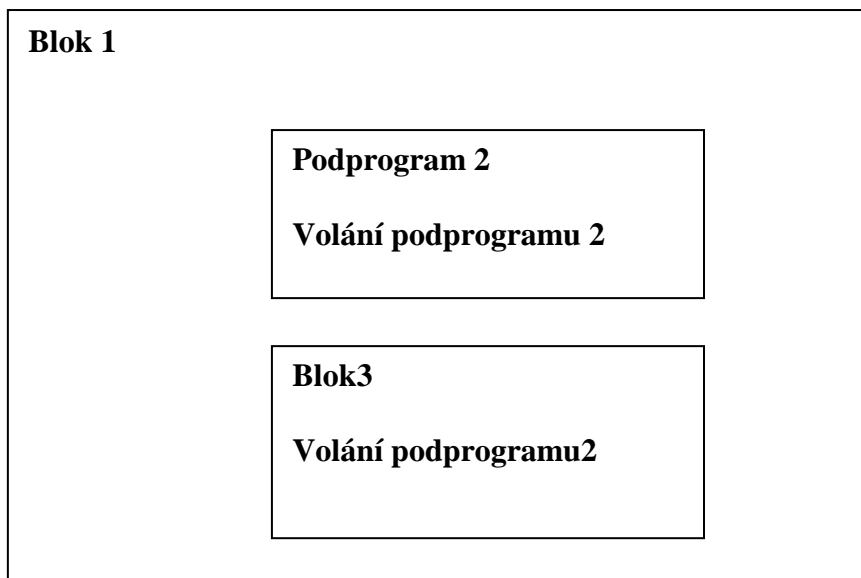 Blok 1
Podprogram 2
Volání podprogramu 2
Blok3
Volání podprogramu2